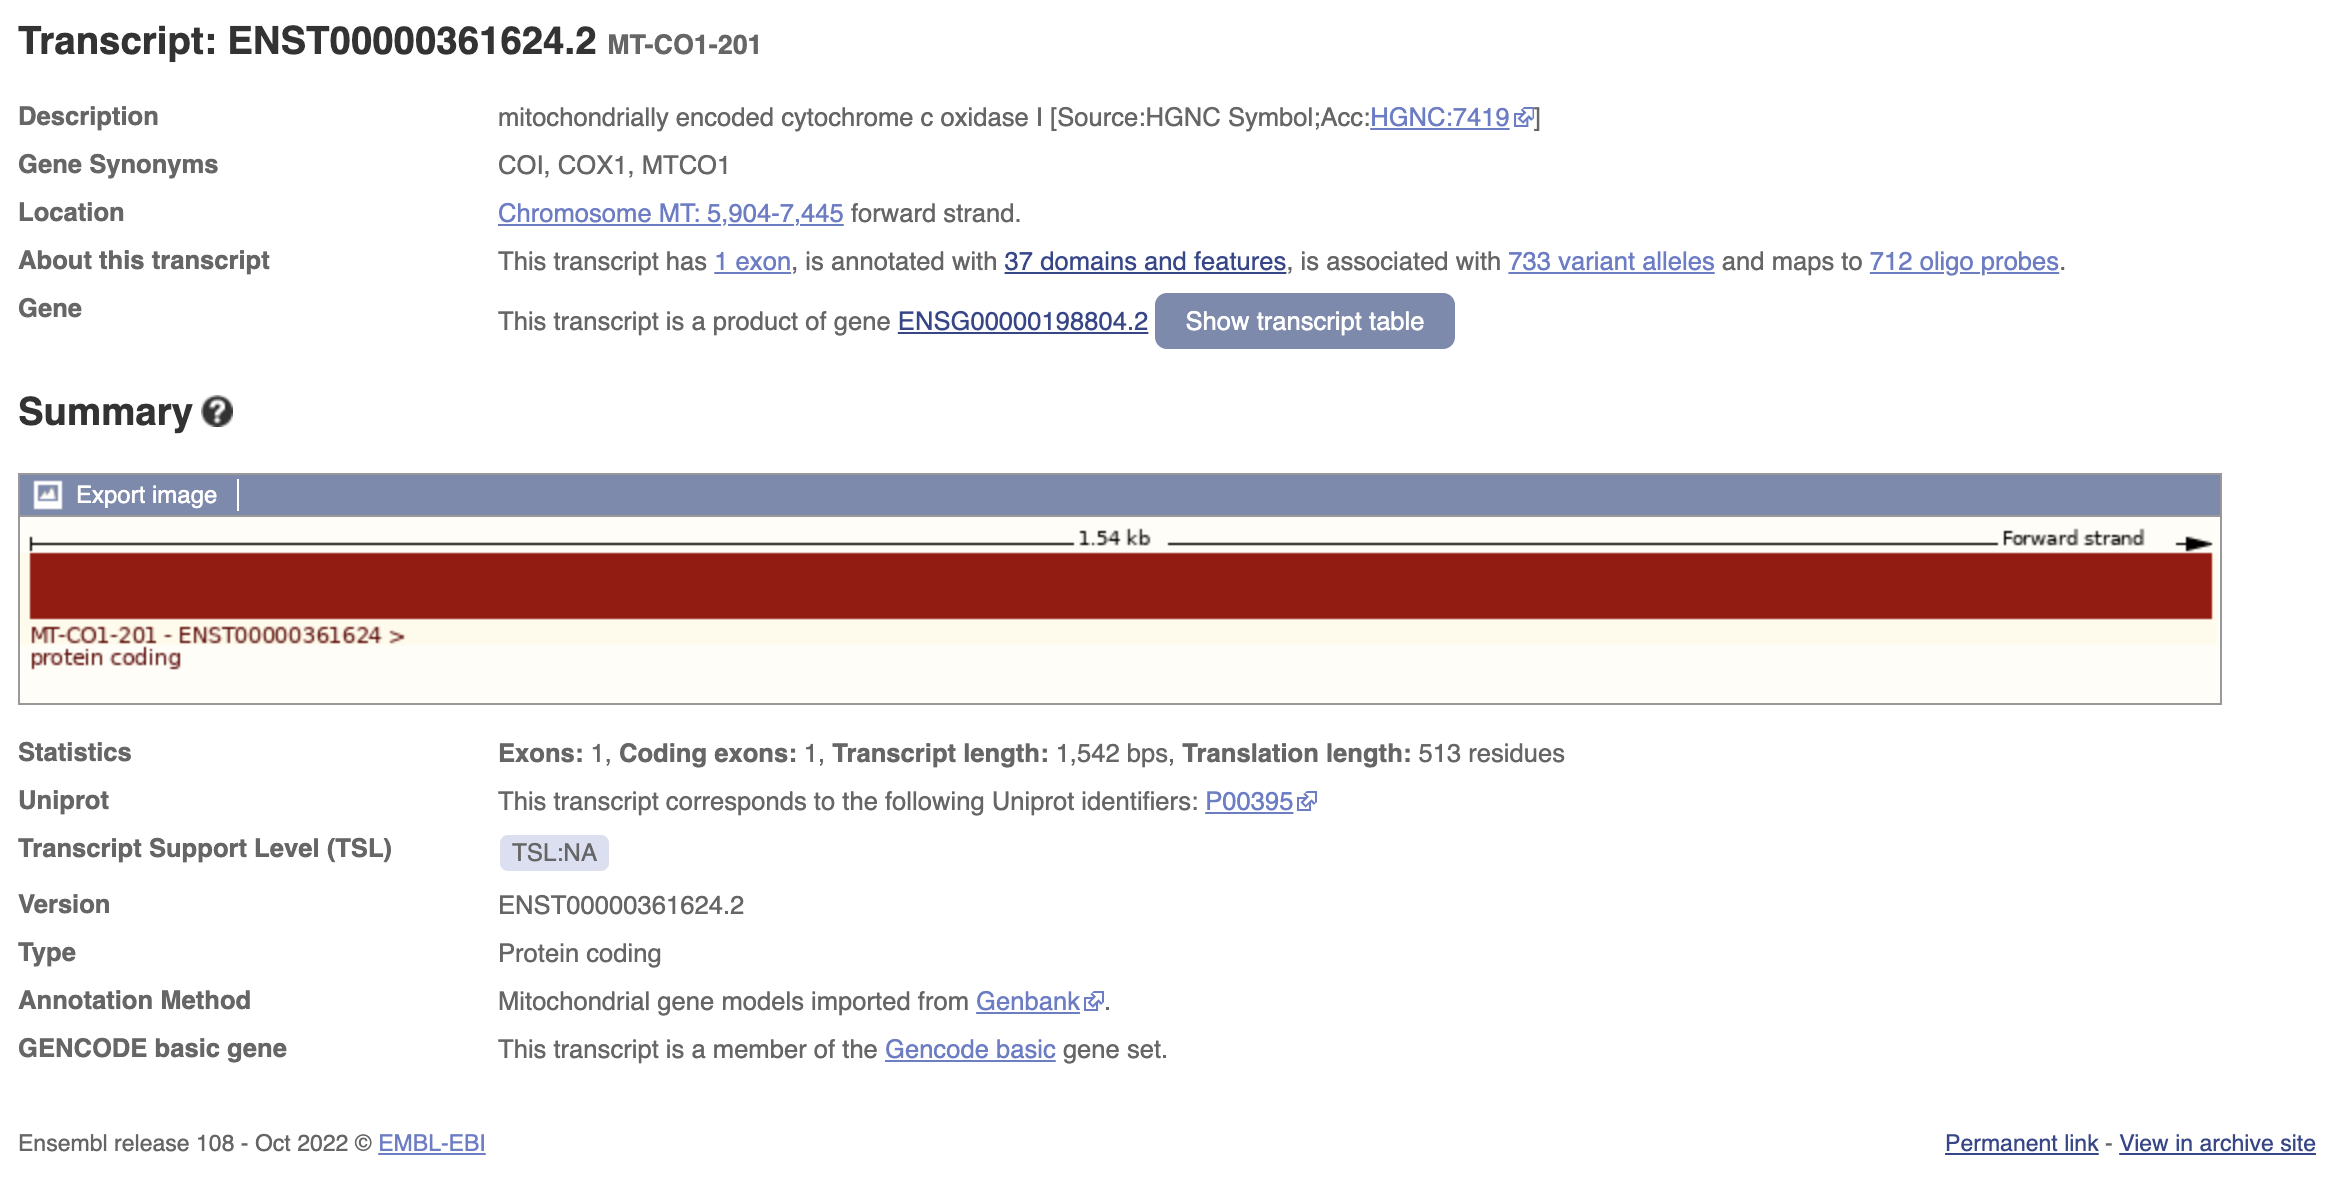 Transcript: ENST00000361624.2 MT-CO1-201
Description mitochondrially encoded cytochrome c oxidase I [Source:HGNC Symbol;Acc:HGNC:7419]
Gene Synonyms COI, COX1, MTCO1
Location Chromosome MT: 5,904-7,445 forward strand.
About this transcript This transcript has 1 exon, is annotated with 37 domains and features, is associated with 733 variant alleles and maps to 712 oligo probes.
Gene This transcript is a product of gene ENSG00000198804.2 Show transcript table
Summary ?
Export image
1.54 kb Forward strand
MT-CO1-201 - ENST00000361624 >
protein coding
Statistics Exons: 1, Coding exons: 1, Transcript length: 1,542 bps, Translation length: 513 residues
Uniprot This transcript corresponds to the following Uniprot identifiers: P00395
Transcript Support Level (TSL) TSL:NA
Version ENST00000361624.2
Type Protein coding
Annotation Method Mitochondrial gene models imported from Genbank.
GENCODE basic gene This transcript is a member of the Gencode basic gene set.
Ensembl release 108 - Oct 2022 © EMBL-EBI Permanent link - View in archive site